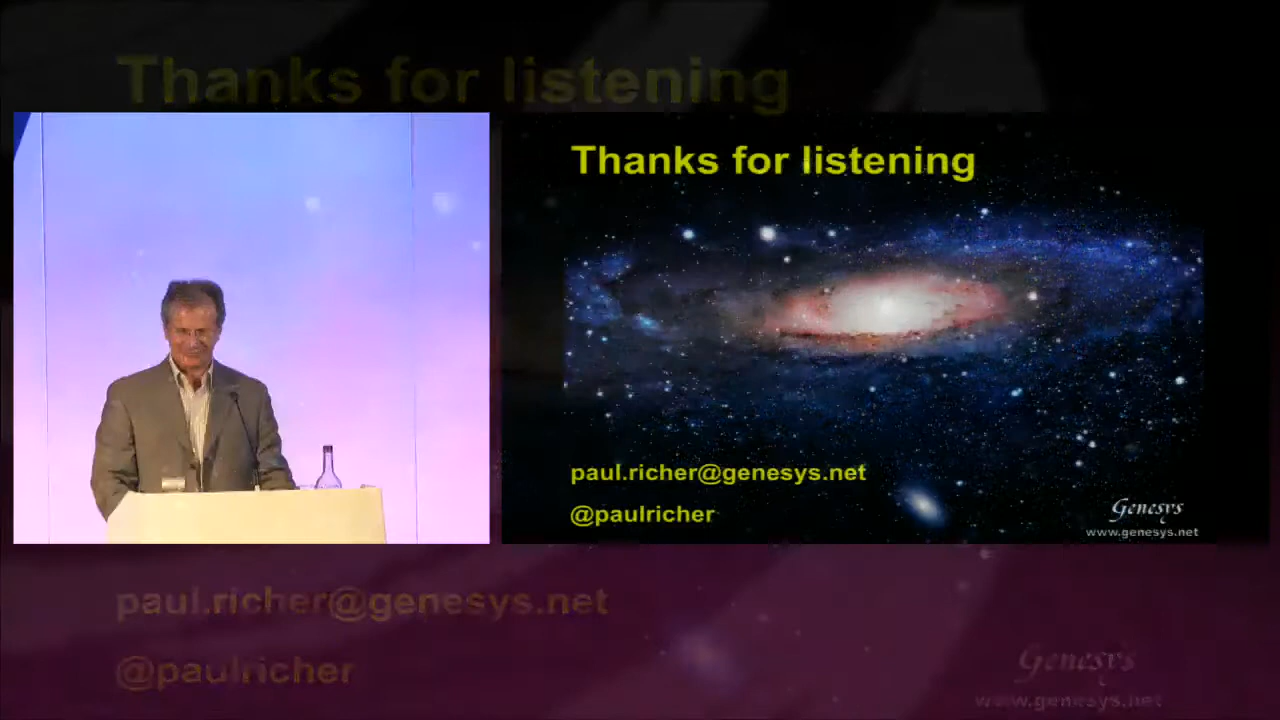 Thanks for listening
Thanks for listening
paul.richer@genesys.net
@paulricher
Genesys
www.genesys.net
paul.richer@genesys.net
@paulricher
Genesys
www.genesys.net